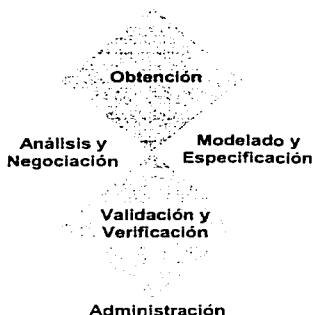 Obtención
Análisis y
Negociación
Modelado y
Especificación
Validación y
Verificación
Administración